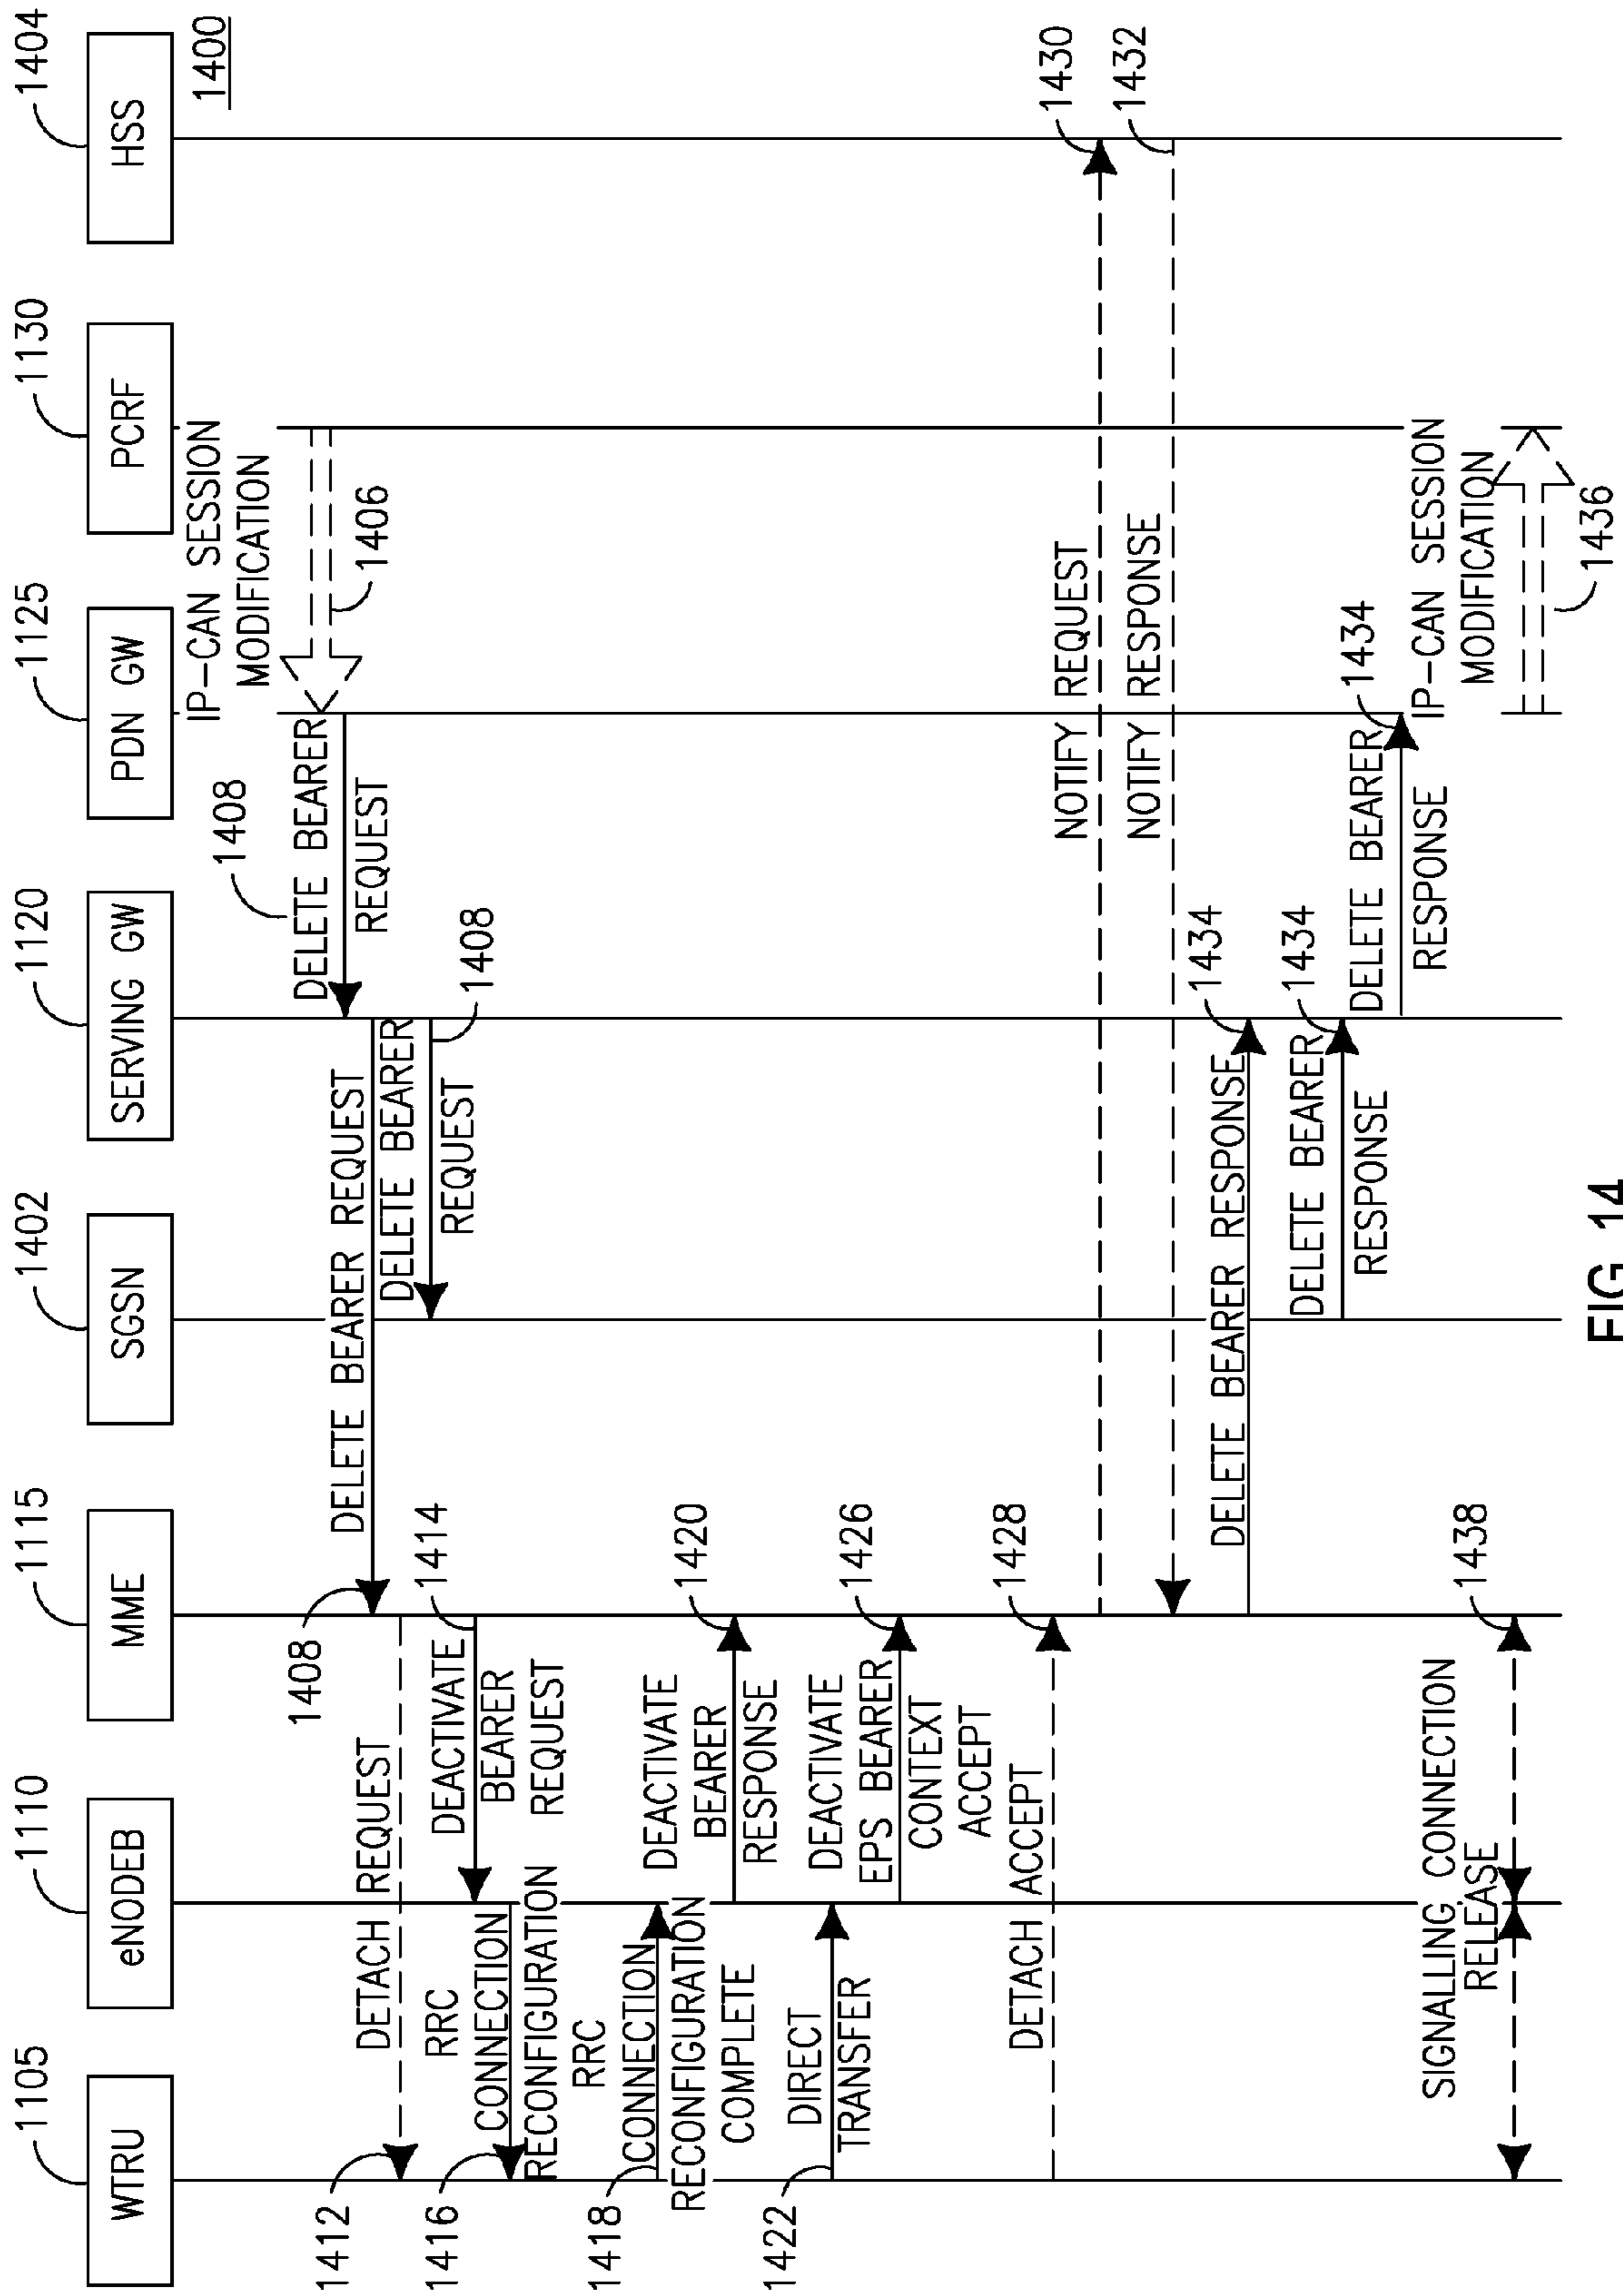 1105
1110
1115
1402
1120
1125
1130
1404
WTRU
eNODEB
MME
SGSN
SERVING GW
PDN GW
PCRF
HSS
1400
IP-CAN SESSION
MODIFICATION
1406
1408
DELETE BEARER
REQUEST
DELETE BEARER REQUEST
1408
DELETE BEARER
REQUEST
1408
DETACH REQUEST
1412
1414
DEACTIVATE
BEARER
REQUEST
RRC
CONNECTION
RECONFIGURATION
1416
RRC
CONNECTION
RECONFIGURATION
COMPLETE
1418
DEACTIVATE
BEARER
RESPONSE
1420
DIRECT
TRANSFER
1422
DEACTIVATE
EPS BEARER
CONTEXT
ACCEPT
1426
DETACH ACCEPT
1428
NOTIFY REQUEST
1430
NOTIFY RESPONSE
1432
DELETE BEARER RESPONSE
1434
DELETE BEARER
RESPONSE
1434
DELETE BEARER
RESPONSE
1434
IP-CAN SESSION
MODIFICATION
1436
SIGNALLING CONNECTION
RELEASE
1438
FIG. 14